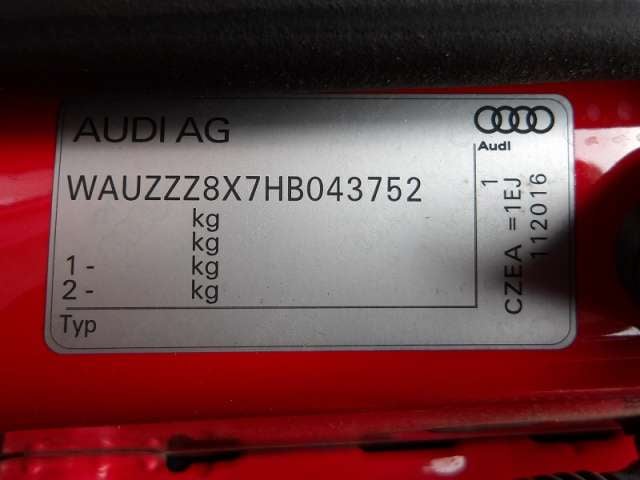 AUDI AG
Audi
WAUZZZ8X7HB043752
kg
kg
1 - kg
2 - kg
Typ
1
CZEA =1EJ
112016